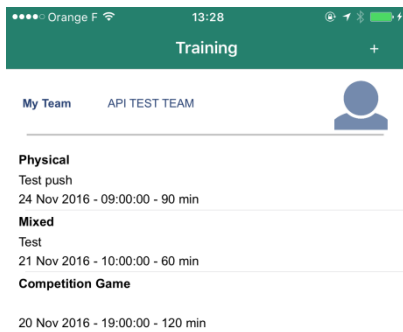 Orange F 13:28
Training +
My Team API TEST TEAM
Physical
Test push
24 Nov 2016 - 09:00:00 - 90 min
Mixed
Test
21 Nov 2016 - 10:00:00 - 60 min
Competition Game
20 Nov 2016 - 19:00:00 - 120 min